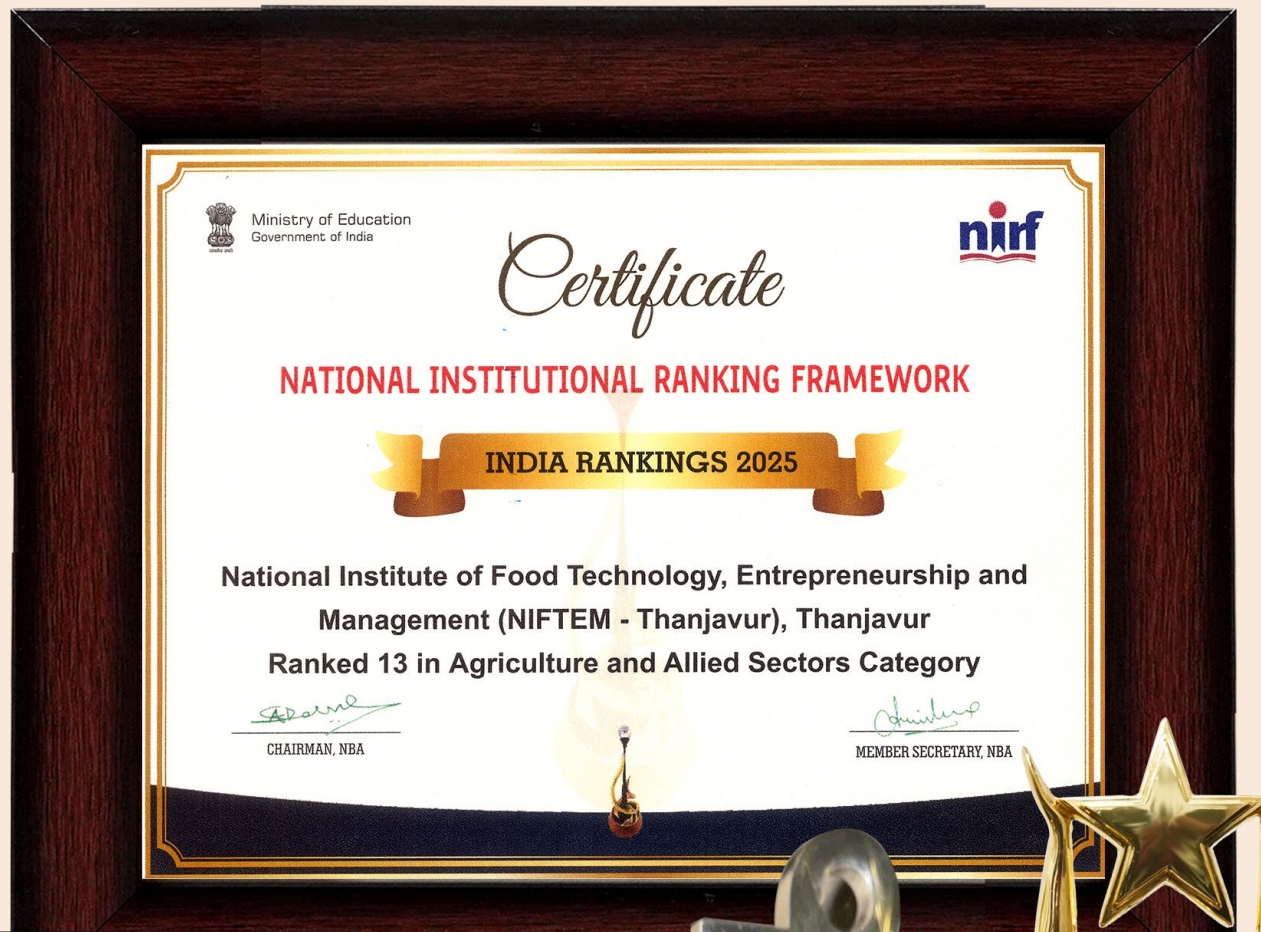 Ministry of Education
Government of India
nirf
Certificate
NATIONAL INSTITUTIONAL RANKING FRAMEWORK
INDIA RANKINGS 2025
National Institute of Food Technology, Entrepreneurship and
Management (NIFTEM - Thanjavur), Thanjavur
Ranked 13 in Agriculture and Allied Sectors Category
CHAIRMAN, NBA
MEMBER SECRETARY, NBA